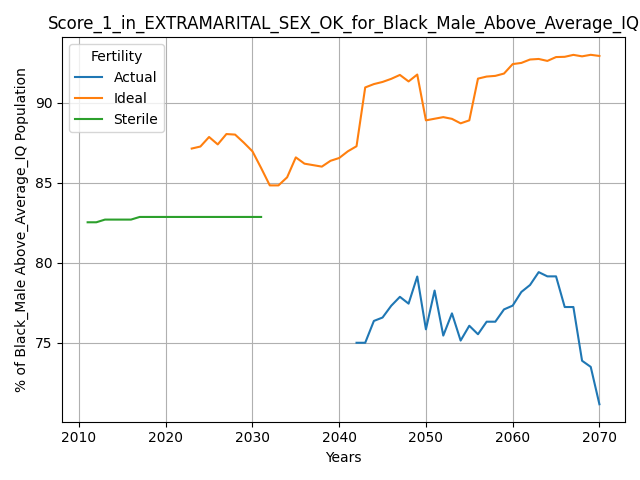 Score_1_in_EXTRAMARITAL_SEX_OK_for_Black_Male_Above_Average_IQ
Fertility
Actual
Ideal
Sterile
% of Black_Male Above_Average_IQ Population
90
85
80
75
2010 2020 2030 2040 2050 2060 2070
Years